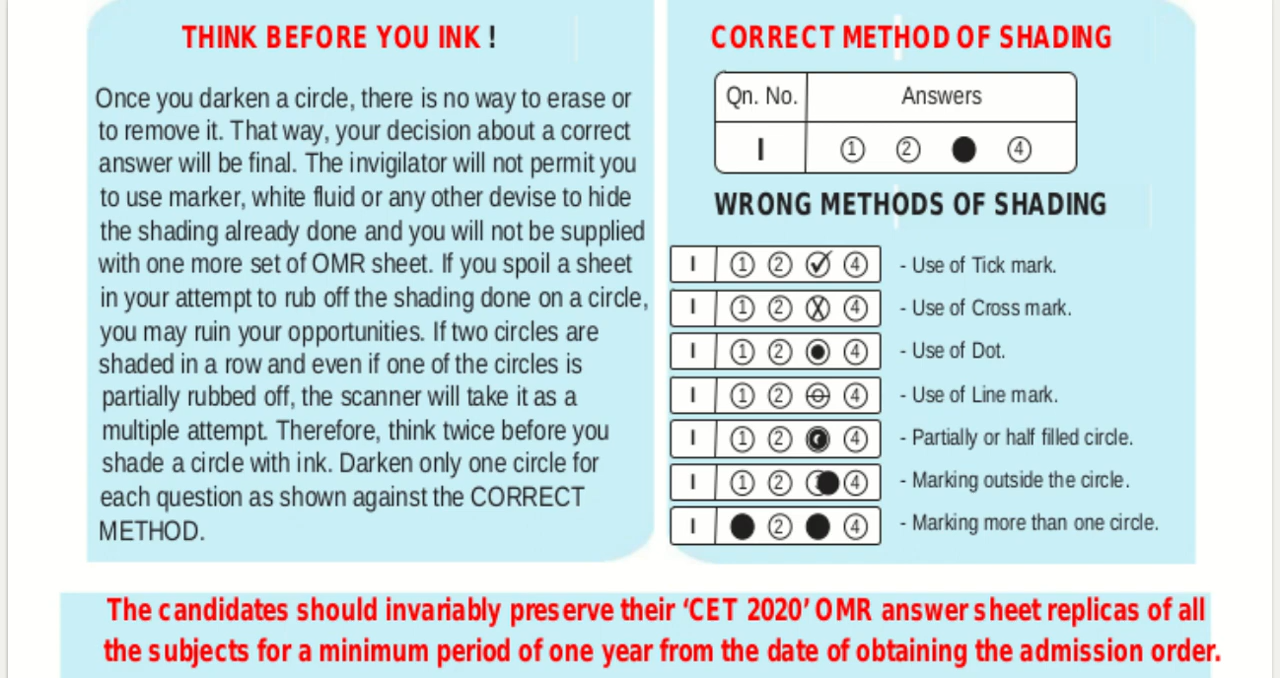 THINK BEFORE YOU INK !
Once you darken a circle, there is no way to erase or
to remove it. That way, your decision about a correct
answer will be final. The invigilator will not permit you
to use marker, white fluid or any other devise to hide
the shading already done and you will not be supplied
with one more set of OMR sheet. If you spoil a sheet
in your attempt to rub off the shading done on a circle,
you may ruin your opportunities. If two circles are
shaded in a row and even if one of the circles is
partially rubbed off, the scanner will take it as a
multiple attempt. Therefore, think twice before you
shade a circle with ink. Darken only one circle for
each question as shown against the CORRECT
METHOD.
CORRECT METHOD OF SHADING
Qn. No. Answers
I 1 2 4
WRONG METHODS OF SHADING
I 1 2 4 - Use of Tick mark.
I 1 2 4 - Use of Cross mark.
I 1 2 4 - Use of Dot.
I 1 2 4 - Use of Line mark.
I 1 2 4 - Partially or half filled circle.
I 1 2 4 - Marking outside the circle.
I 2 4 - Marking more than one circle.
The candidates should invariably preserve their ‘CET 2020’ OMR answer sheet replicas of all
the subjects for a minimum period of one year from the date of obtaining the admission order.